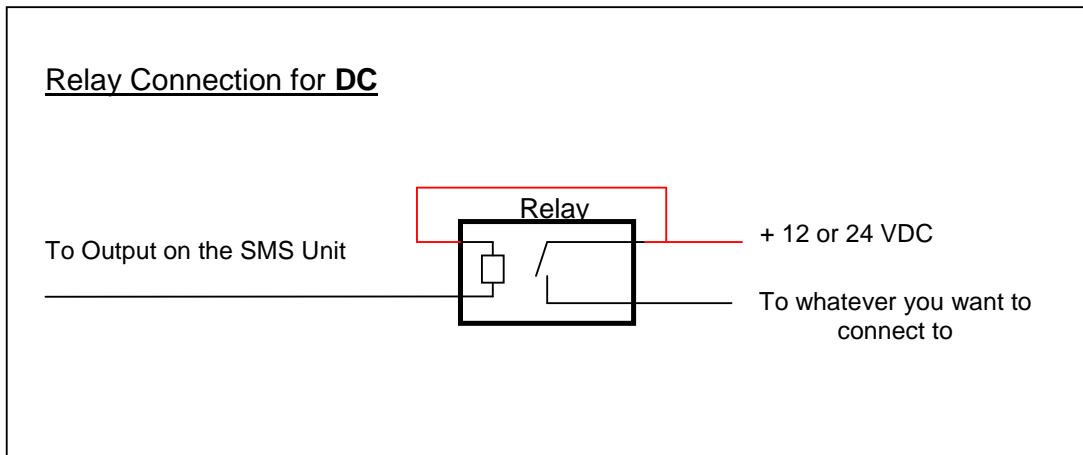 Relay Connection for DC
Relay
To Output on the SMS Unit
+ 12 or 24 VDC
To whatever you want to
connect to